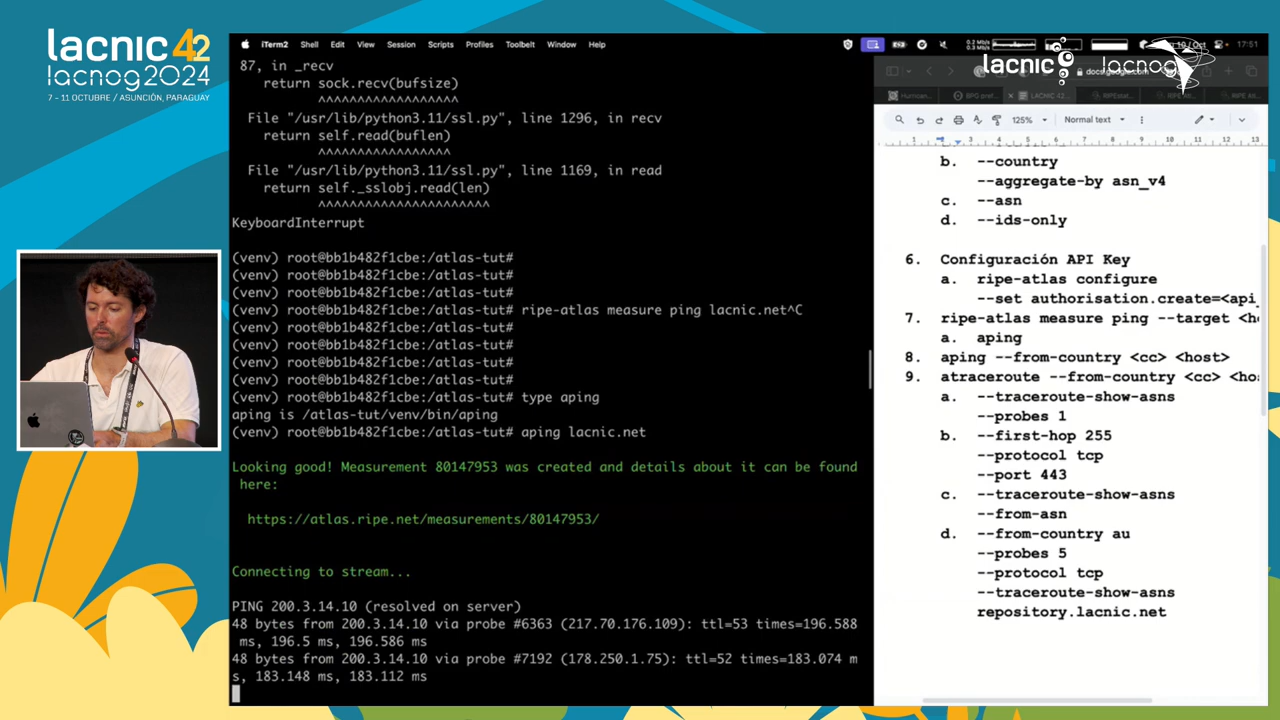 lacnic 42
lacnog2024
7 - 11 OCTUBRE / ASUNCIÓN, PARAGUAY
iTerm2 Shell Edit View Session Scripts Profiles Toolbelt Window Help
17:51
lacnic
lacnog
docs.google.com
LACNIC 42
125%
Normal text
87, in _recv
return sock.recv(bufsize)
^^^^^^^^^^^^^^^^^^
File "/usr/lib/python3.11/ssl.py", line 1296, in recv
return self.read(buflen)
^^^^^^^^^^^^^^^^^
File "/usr/lib/python3.11/ssl.py", line 1169, in read
return self._sslobj.read(len)
^^^^^^^^^^^^^^^^^^^^^^
KeyboardInterrupt
(venv) root@bb1b482f1cbe:/atlas-tut#
(venv) root@bb1b482f1cbe:/atlas-tut#
(venv) root@bb1b482f1cbe:/atlas-tut#
(venv) root@bb1b482f1cbe:/atlas-tut# ripe-atlas measure ping lacnic.net^C
(venv) root@bb1b482f1cbe:/atlas-tut#
(venv) root@bb1b482f1cbe:/atlas-tut#
(venv) root@bb1b482f1cbe:/atlas-tut#
(venv) root@bb1b482f1cbe:/atlas-tut#
(venv) root@bb1b482f1cbe:/atlas-tut# type aping
aping is /atlas-tut/venv/bin/aping
(venv) root@bb1b482f1cbe:/atlas-tut# aping lacnic.net
Looking good! Measurement 80147953 was created and details about it can be found
here:
https://atlas.ripe.net/measurements/80147953/
Connecting to stream...
PING 200.3.14.10 (resolved on server)
48 bytes from 200.3.14.10 via probe #6363 (217.70.176.109): ttl=53 times=196.588
ms, 196.5 ms, 196.586 ms
48 bytes from 200.3.14.10 via probe #7192 (178.250.1.75): ttl=52 times=183.074 m
s, 183.148 ms, 183.112 ms
b. --country
--aggregate-by asn_v4
c. --asn
d. --ids-only
6. Configuración API Key
a. ripe-atlas configure
--set authorisation.create=<api_
7. ripe-atlas measure ping --target <h
a. aping
8. aping --from-country <cc> <host>
9. atraceroute --from-country <cc> <ho
a. --traceroute-show-asns
--probes 1
b. --first-hop 255
--protocol tcp
--port 443
c. --traceroute-show-asns
--from-asn
d. --from-country au
--probes 5
--protocol tcp
--traceroute-show-asns
repository.lacnic.net